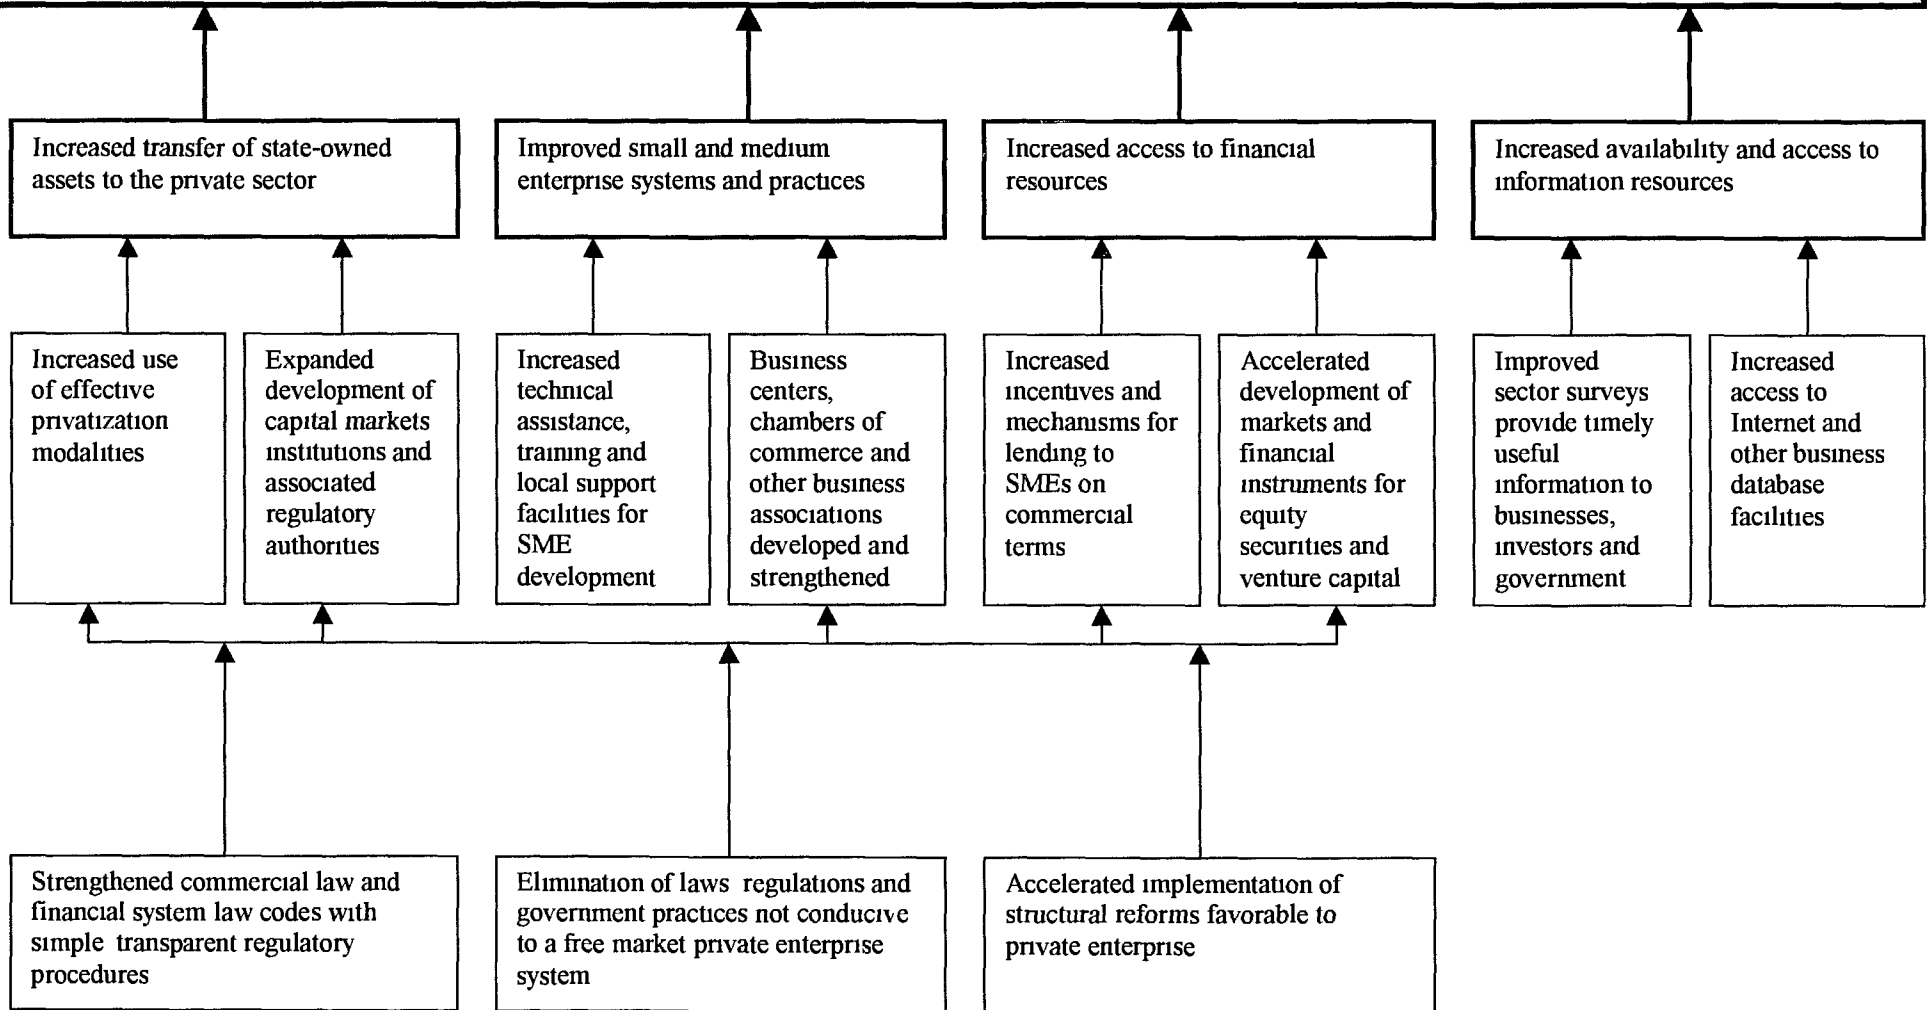 Increased transfer of state-owned
assets to the private sector
Improved small and medium
enterprise systems and practices
Increased access to financial
resources
Increased availability and access to
information resources
Increased use
of effective
privatization
modalities
Expanded
development of
capital markets
institutions and
associated
regulatory
authorities
Increased
technical
assistance,
training and
local support
facilities for
SME
development
Business
centers,
chambers of
commerce and
other business
associations
developed and
strengthened
Increased
incentives and
mechanisms for
lending to
SMEs on
commercial
terms
Accelerated
development of
markets and
financial
instruments for
equity
securities and
venture capital
Improved
sector surveys
provide timely
useful
information to
businesses,
investors and
government
Increased
access to
Internet and
other business
database
facilities
Strengthened commercial law and
financial system law codes with
simple transparent regulatory
procedures
Elimination of laws regulations and
government practices not conducive
to a free market private enterprise
system
Accelerated implementation of
structural reforms favorable to
private enterprise